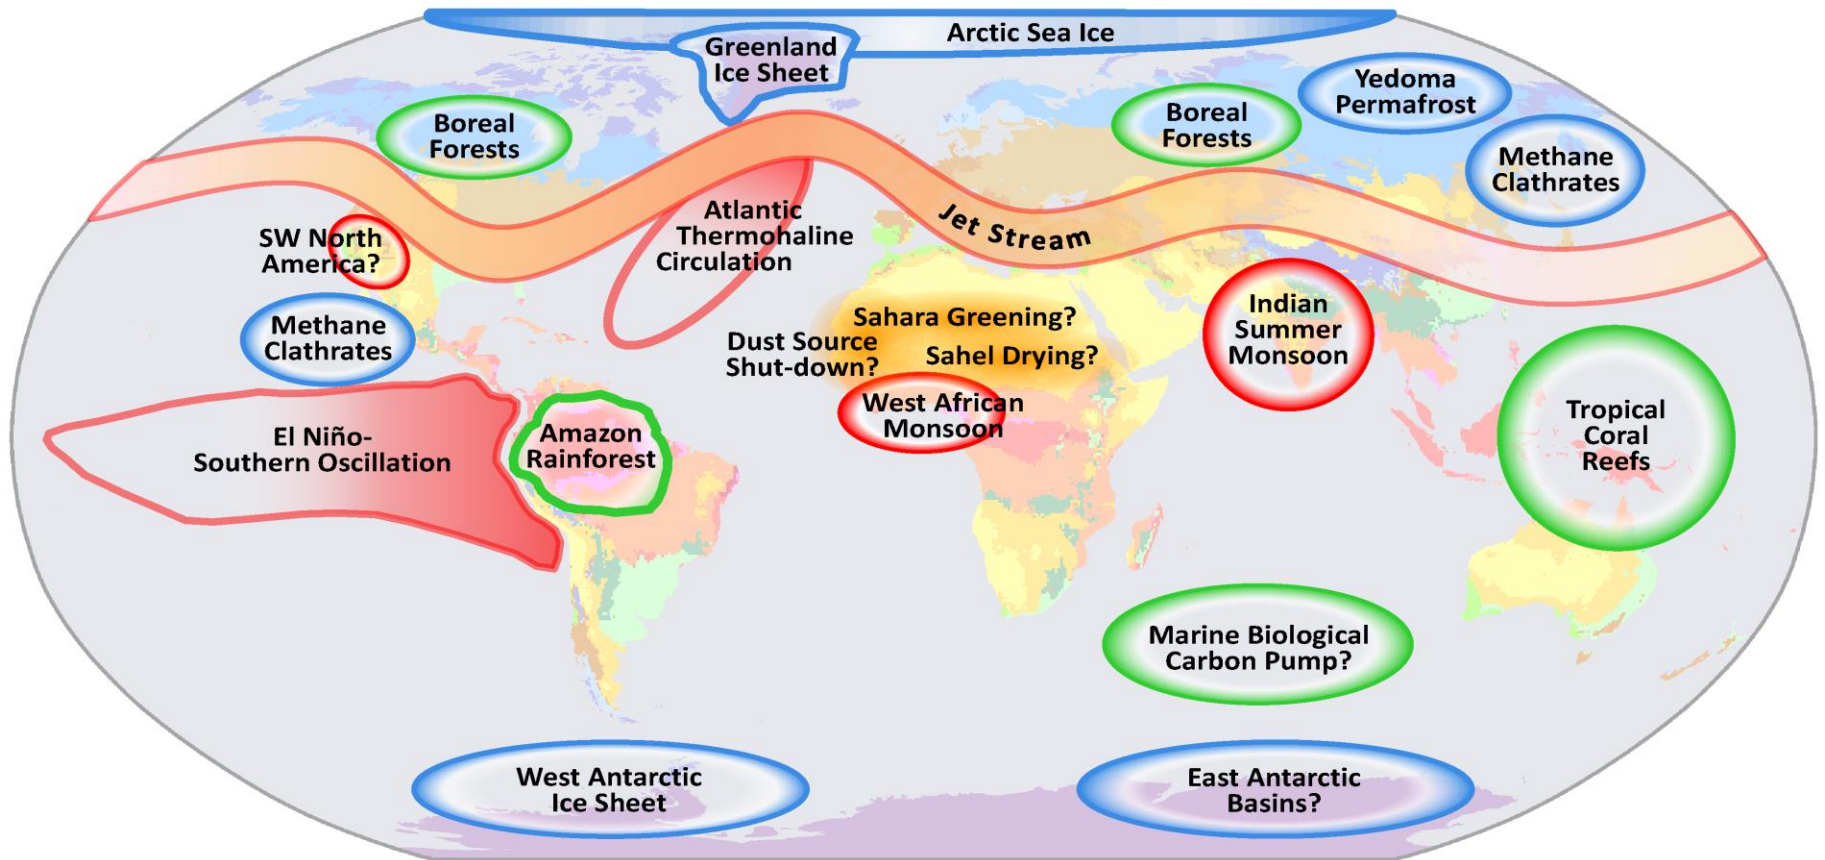 Arctic Sea Ice
Greenland
Ice Sheet
Yedoma
Permafrost
Boreal
Forests
Boreal
Forests
Methane
Clathrates
Atlantic
Thermohaline
Circulation
Jet Stream
SW North
America?
Indian
Summer
Monsoon
Methane
Clathrates
Sahara Greening?
Dust Source
Shut-down?
Sahel Drying?
West African
Monsoon
Tropical
Coral
Reefs
El Niño-
Southern Oscillation
Amazon
Rainforest
Marine Biological
Carbon Pump?
West Antarctic
Ice Sheet
East Antarctic
Basins?